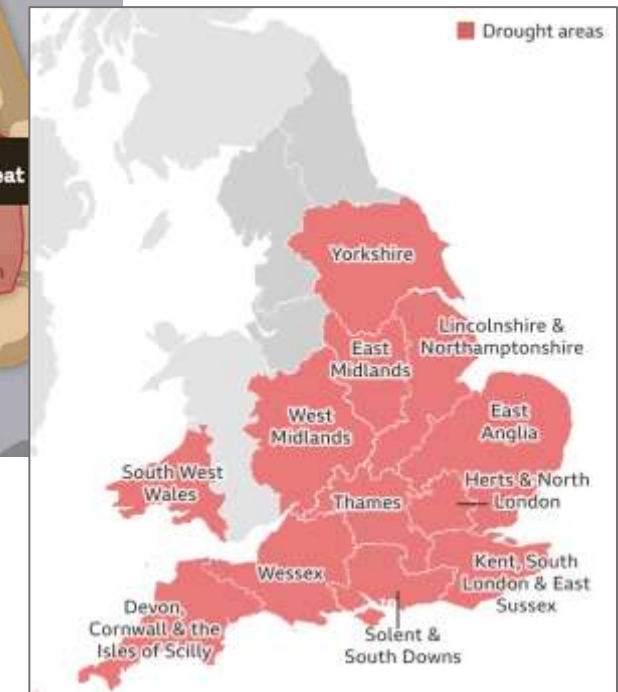 Drought areas
eat
Yorkshire
Lincolnshire &
Northamptonshire
East
Midlands
West
Midlands
East
Anglia
South West
Wales
Herts & North
London
Thames
Wessex
Kent, South
London & East
Sussex
Devon,
Cornwall & the
Isles of Scilly
Solent &
South Downs